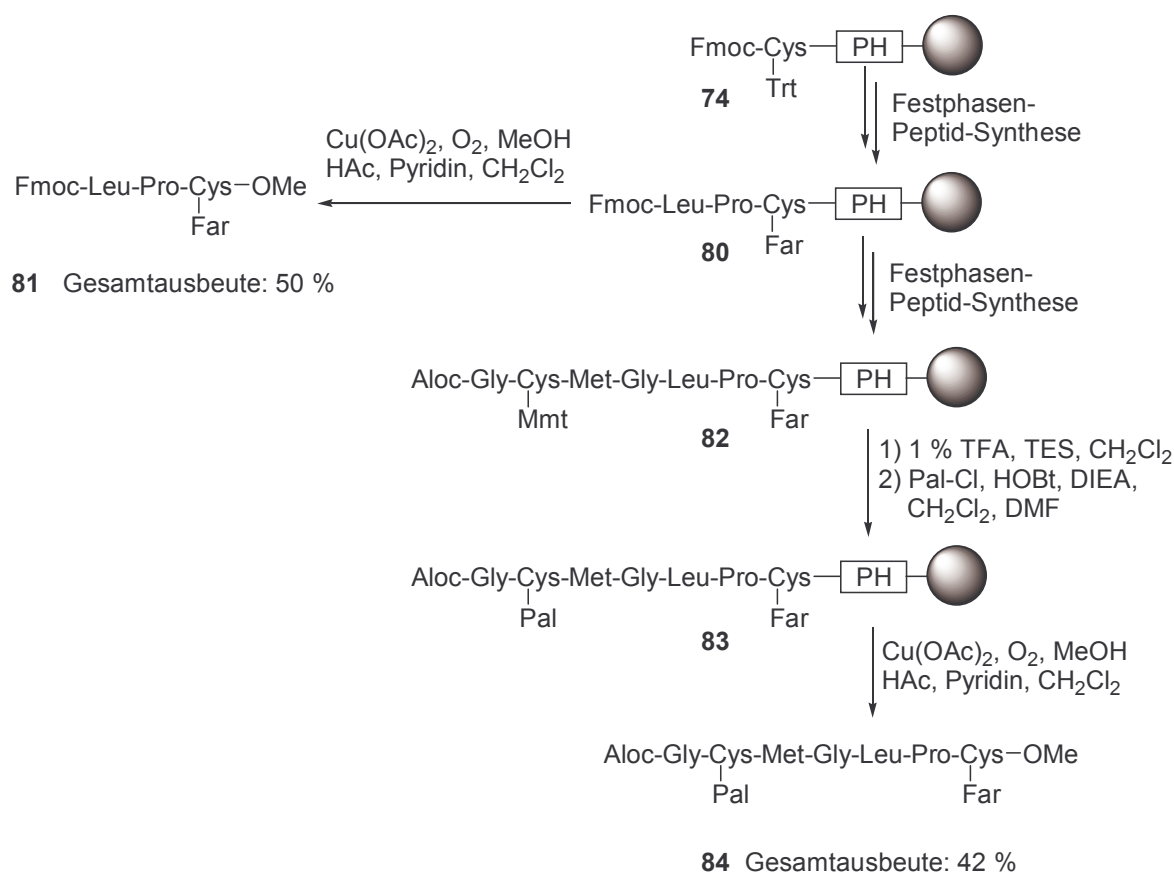 Fmoc-Cys
PH
Trt
74
Festphasen-
Peptid-Synthese
Cu(OAc)2, O2, MeOH
HAc, Pyridin, CH2Cl2
Fmoc-Leu-Pro-Cys-OMe
Far
81 Gesamtausbeute: 50 %
Fmoc-Leu-Pro-Cys
PH
Far
80
Festphasen-
Peptid-Synthese
Aloc-Gly-Cys-Met-Gly-Leu-Pro-Cys
PH
Mmt
Far
82
1) 1 % TFA, TES, CH2Cl2
2) Pal-Cl, HOBt, DIEA,
CH2Cl2, DMF
Aloc-Gly-Cys-Met-Gly-Leu-Pro-Cys
PH
Pal
Far
83
Cu(OAc)2, O2, MeOH
HAc, Pyridin, CH2Cl2
Aloc-Gly-Cys-Met-Gly-Leu-Pro-Cys-OMe
Pal
Far
84 Gesamtausbeute: 42 %